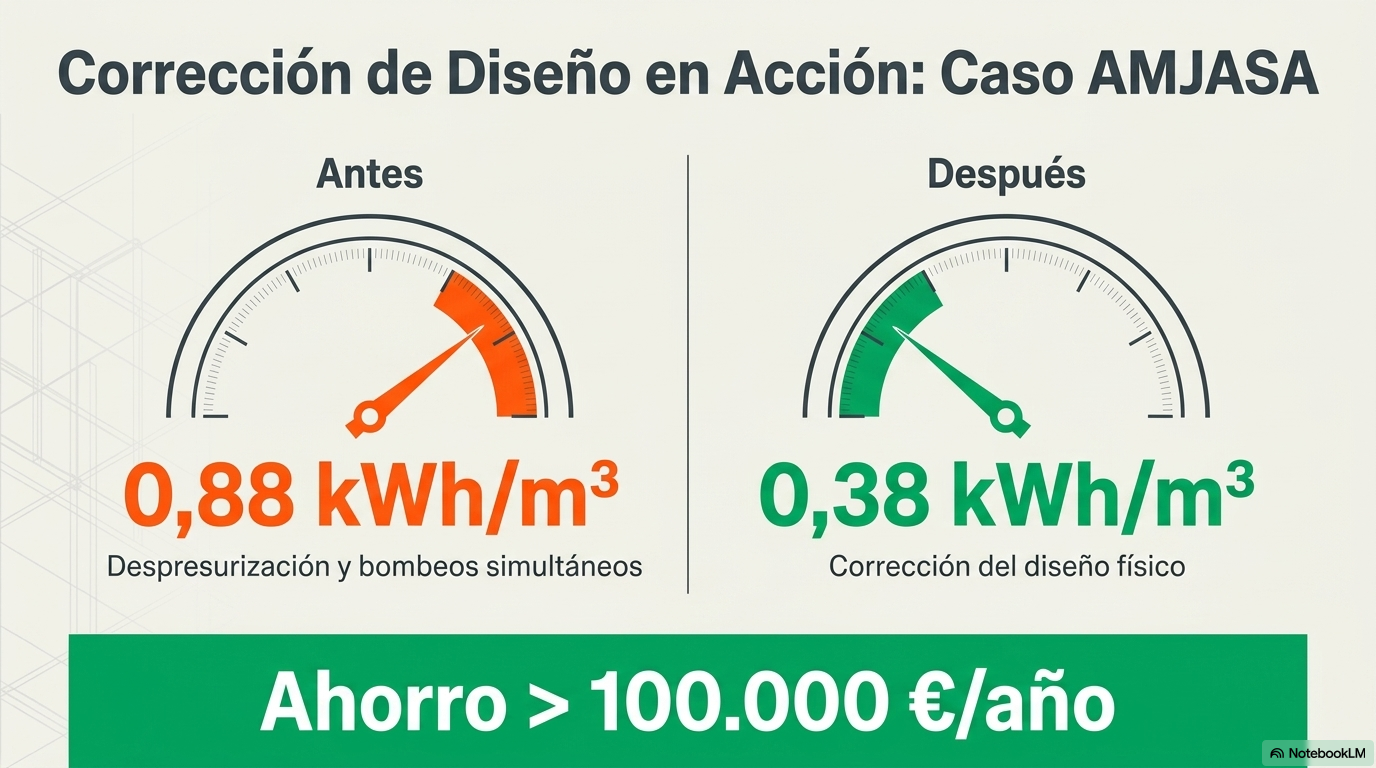 Corrección de Diseño en Acción: Caso AMJASA
Antes
0,88 kWh/m³
Despresurización y bombeos simultáneos
Después
0,38 kWh/m³
Corrección del diseño físico
Ahorro > 100.000 €/año
NotebookLM